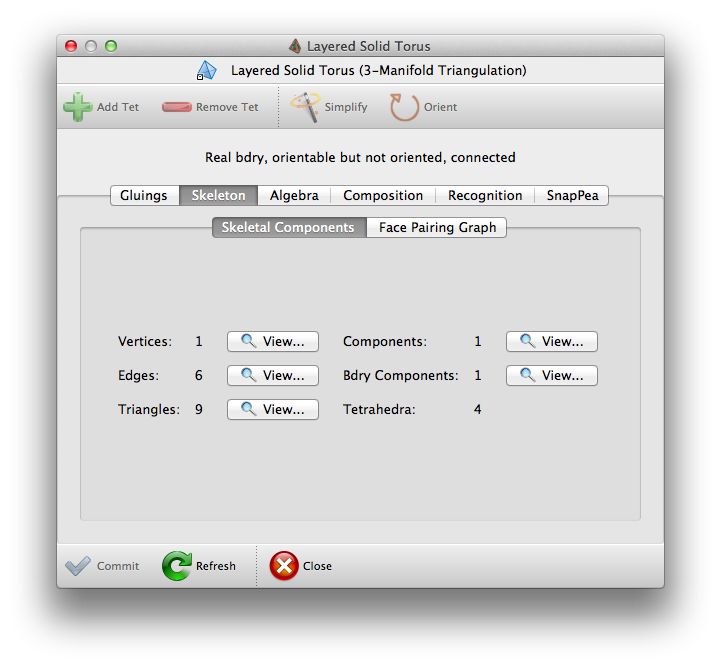 Layered Solid Torus
Layered Solid Torus (3-Manifold Triangulation)
Add Tet Remove Tet Simplify Orient
Real bdry, orientable but not oriented, connected
Gluings Skeleton Algebra Composition Recognition SnapPea
Skeletal Components Face Pairing Graph
Vertices: 1 View... Components: 1 View...
Edges: 6 View... Bdry Components: 1 View...
Triangles: 9 View... Tetrahedra: 4
Commit Refresh Close